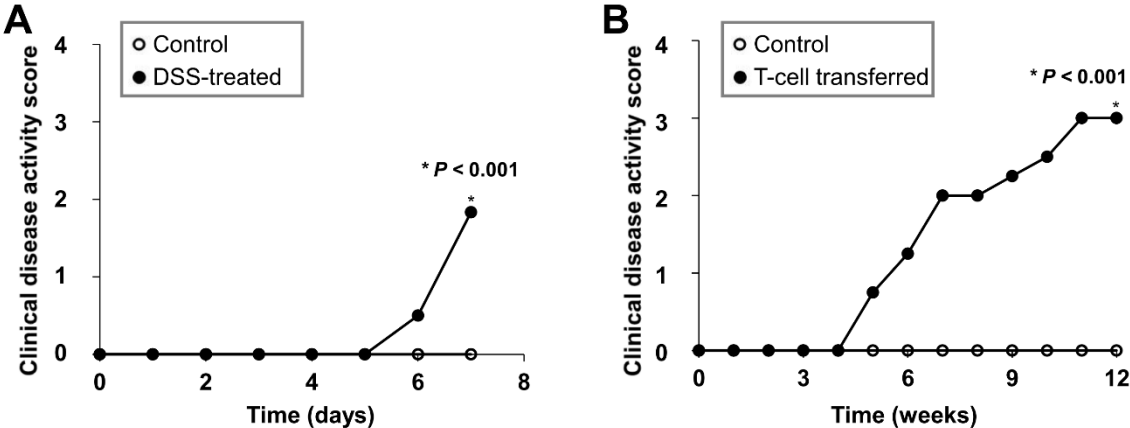 A
Control
DSS-treated
Clinical disease activity score
4
3
2
1
0
* P < 0.001
*
0 2 4 6 8
Time (days)
B
Control
T-cell transferred
Clinical disease activity score
4
3
2
1
0
* P < 0.001
*
0 3 6 9 12
Time (weeks)